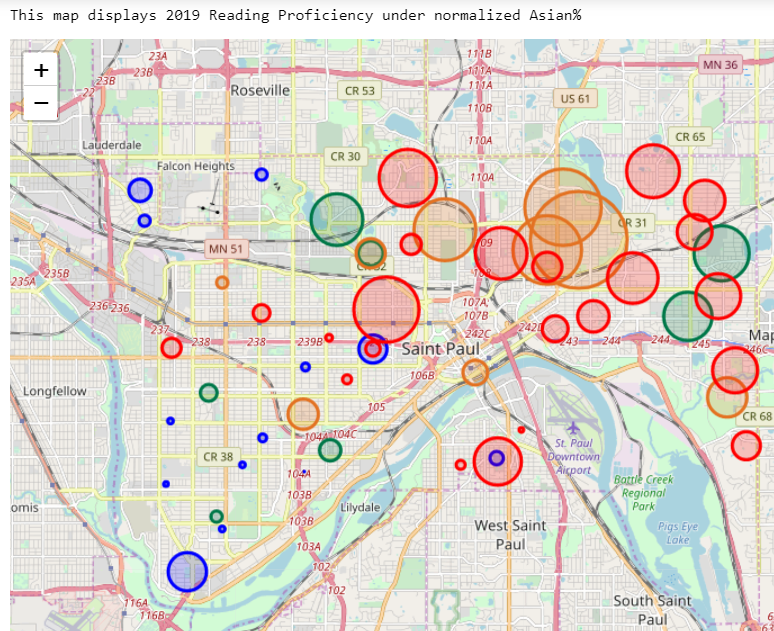 This map displays 2019 Reading Proficiency under normalized Asian%
+
−
23A
23B
23B
22
Roseville
CR 53
111B
111A
111A
110B
MN 36
US 61
CR 65
Lauderdale
Falcon Heights
CR 30
110A
110A
CR 31
MN 51
109
108
235A
235B
236-236
237
238
238
239B
107A
107B
242C
242D
243
244
244
245
246C
Saint Paul
Map
106B
Longfellow
105
CR 68
104A
104C
CR 38
St. Paul
Downtown
Airport
104A
103B
Battle Creek
Regional
Park
omis
Lilydale
103B
West Saint
Paul
Pigs Eye
Lake
103A
102
102
116A
116B
South Saint
Paul